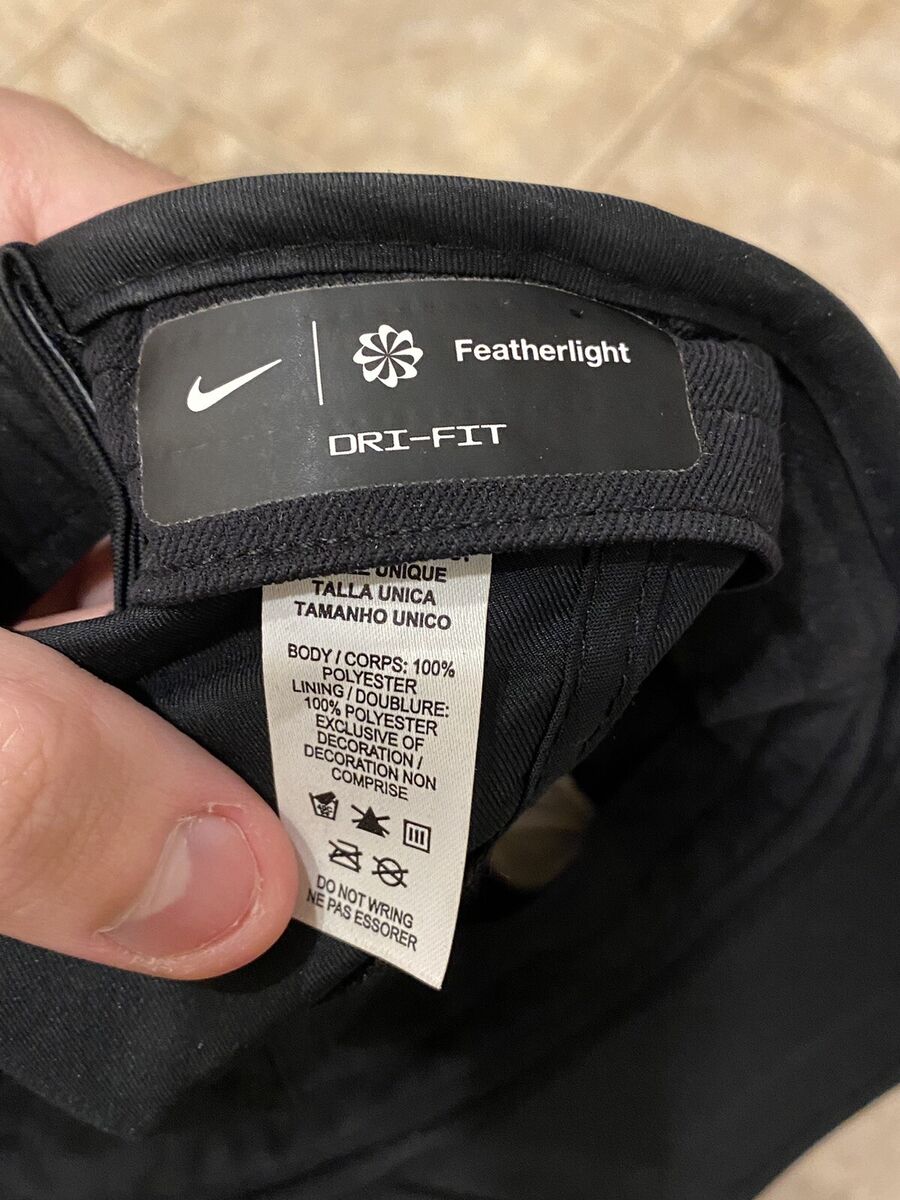 Featherlight
DRI-FIT
UNIQUE
TALLA UNICA
TAMANHO UNICO
BODY / CORPS: 100%
POLYESTER
LINING / DOUBLURE:
100% POLYESTER
EXCLUSIVE OF
DECORATION /
DECORATION NON
COMPRISE
DO NOT WRING
NE PAS ESSORER